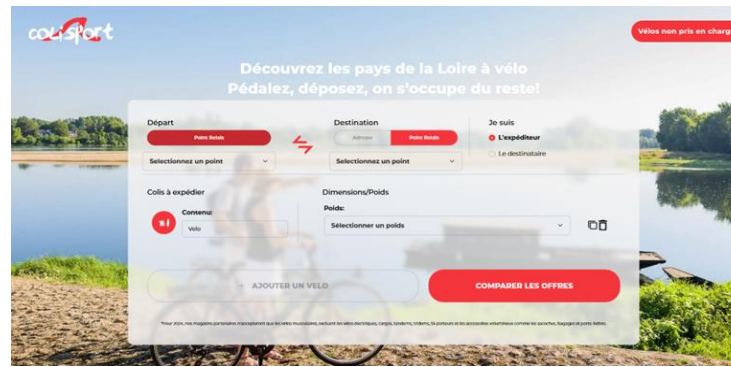 colisport
Vélos non pris en charg
Découvrez les pays de la Loire à vélo
Pédalez, déposez, on s'occupe du reste!
Départ
Destination
Je suis
Point Relais
Adresse
Point Relais
L'expéditeur
Le destinataire
Selectionnez un point
Selectionnez un point
Colis à expédier
Dimensions/Poids
Contenu:
Velo
Poids:
Sélectionner un poids
AJOUTER UN VELO
COMPARER LES OFFRES